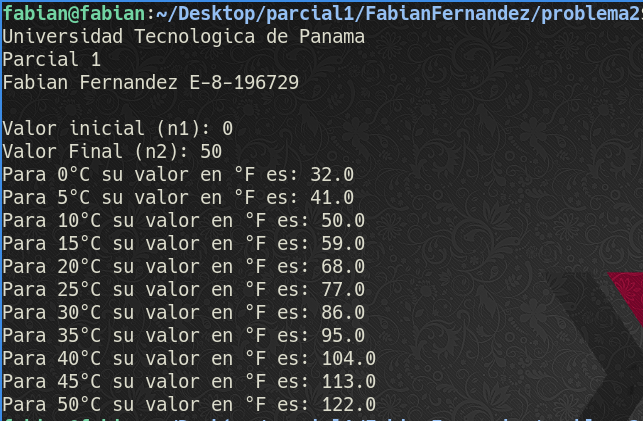 fabian@fabian:~/Desktop/parcial1/FabianFernandez/problema2
Universidad Tecnologica de Panama
Parcial 1
Fabian Fernandez E-8-196729
Valor inicial (n1): 0
Valor Final (n2): 50
Para 0°C su valor en °F es: 32.0
Para 5°C su valor en °F es: 41.0
Para 10°C su valor en °F es: 50.0
Para 15°C su valor en °F es: 59.0
Para 20°C su valor en °F es: 68.0
Para 25°C su valor en °F es: 77.0
Para 30°C su valor en °F es: 86.0
Para 35°C su valor en °F es: 95.0
Para 40°C su valor en °F es: 104.0
Para 45°C su valor en °F es: 113.0
Para 50°C su valor en °F es: 122.0